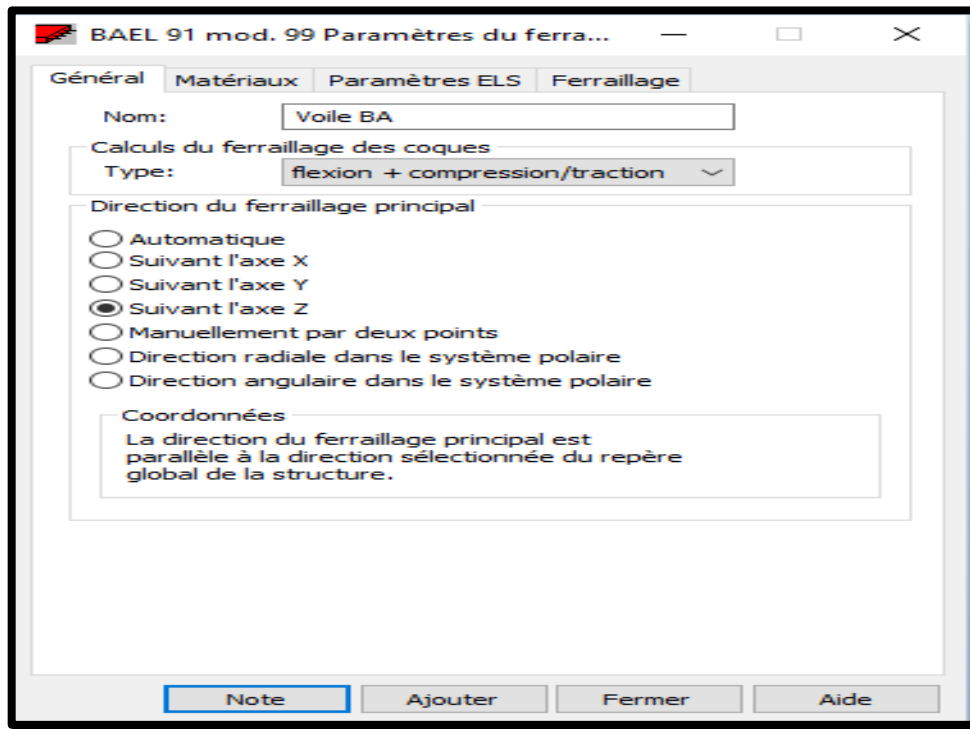 BAEL 91 mod. 99 Paramètres du ferra...
Général Matériaux Paramètres ELS Ferraillage
Nom: Voile BA
Calculs du ferraillage des coques
Type: flexion + compression/traction
Direction du ferraillage principal
Automatique
Suivant l'axe X
Suivant l'axe Y
Suivant l'axe Z
Manuellement par deux points
Direction radiale dans le système polaire
Direction angulaire dans le système polaire
Coordonnées
La direction du ferraillage principal est
parallèle à la direction sélectionnée du repère
global de la structure.
Note Ajouter Fermer Aide